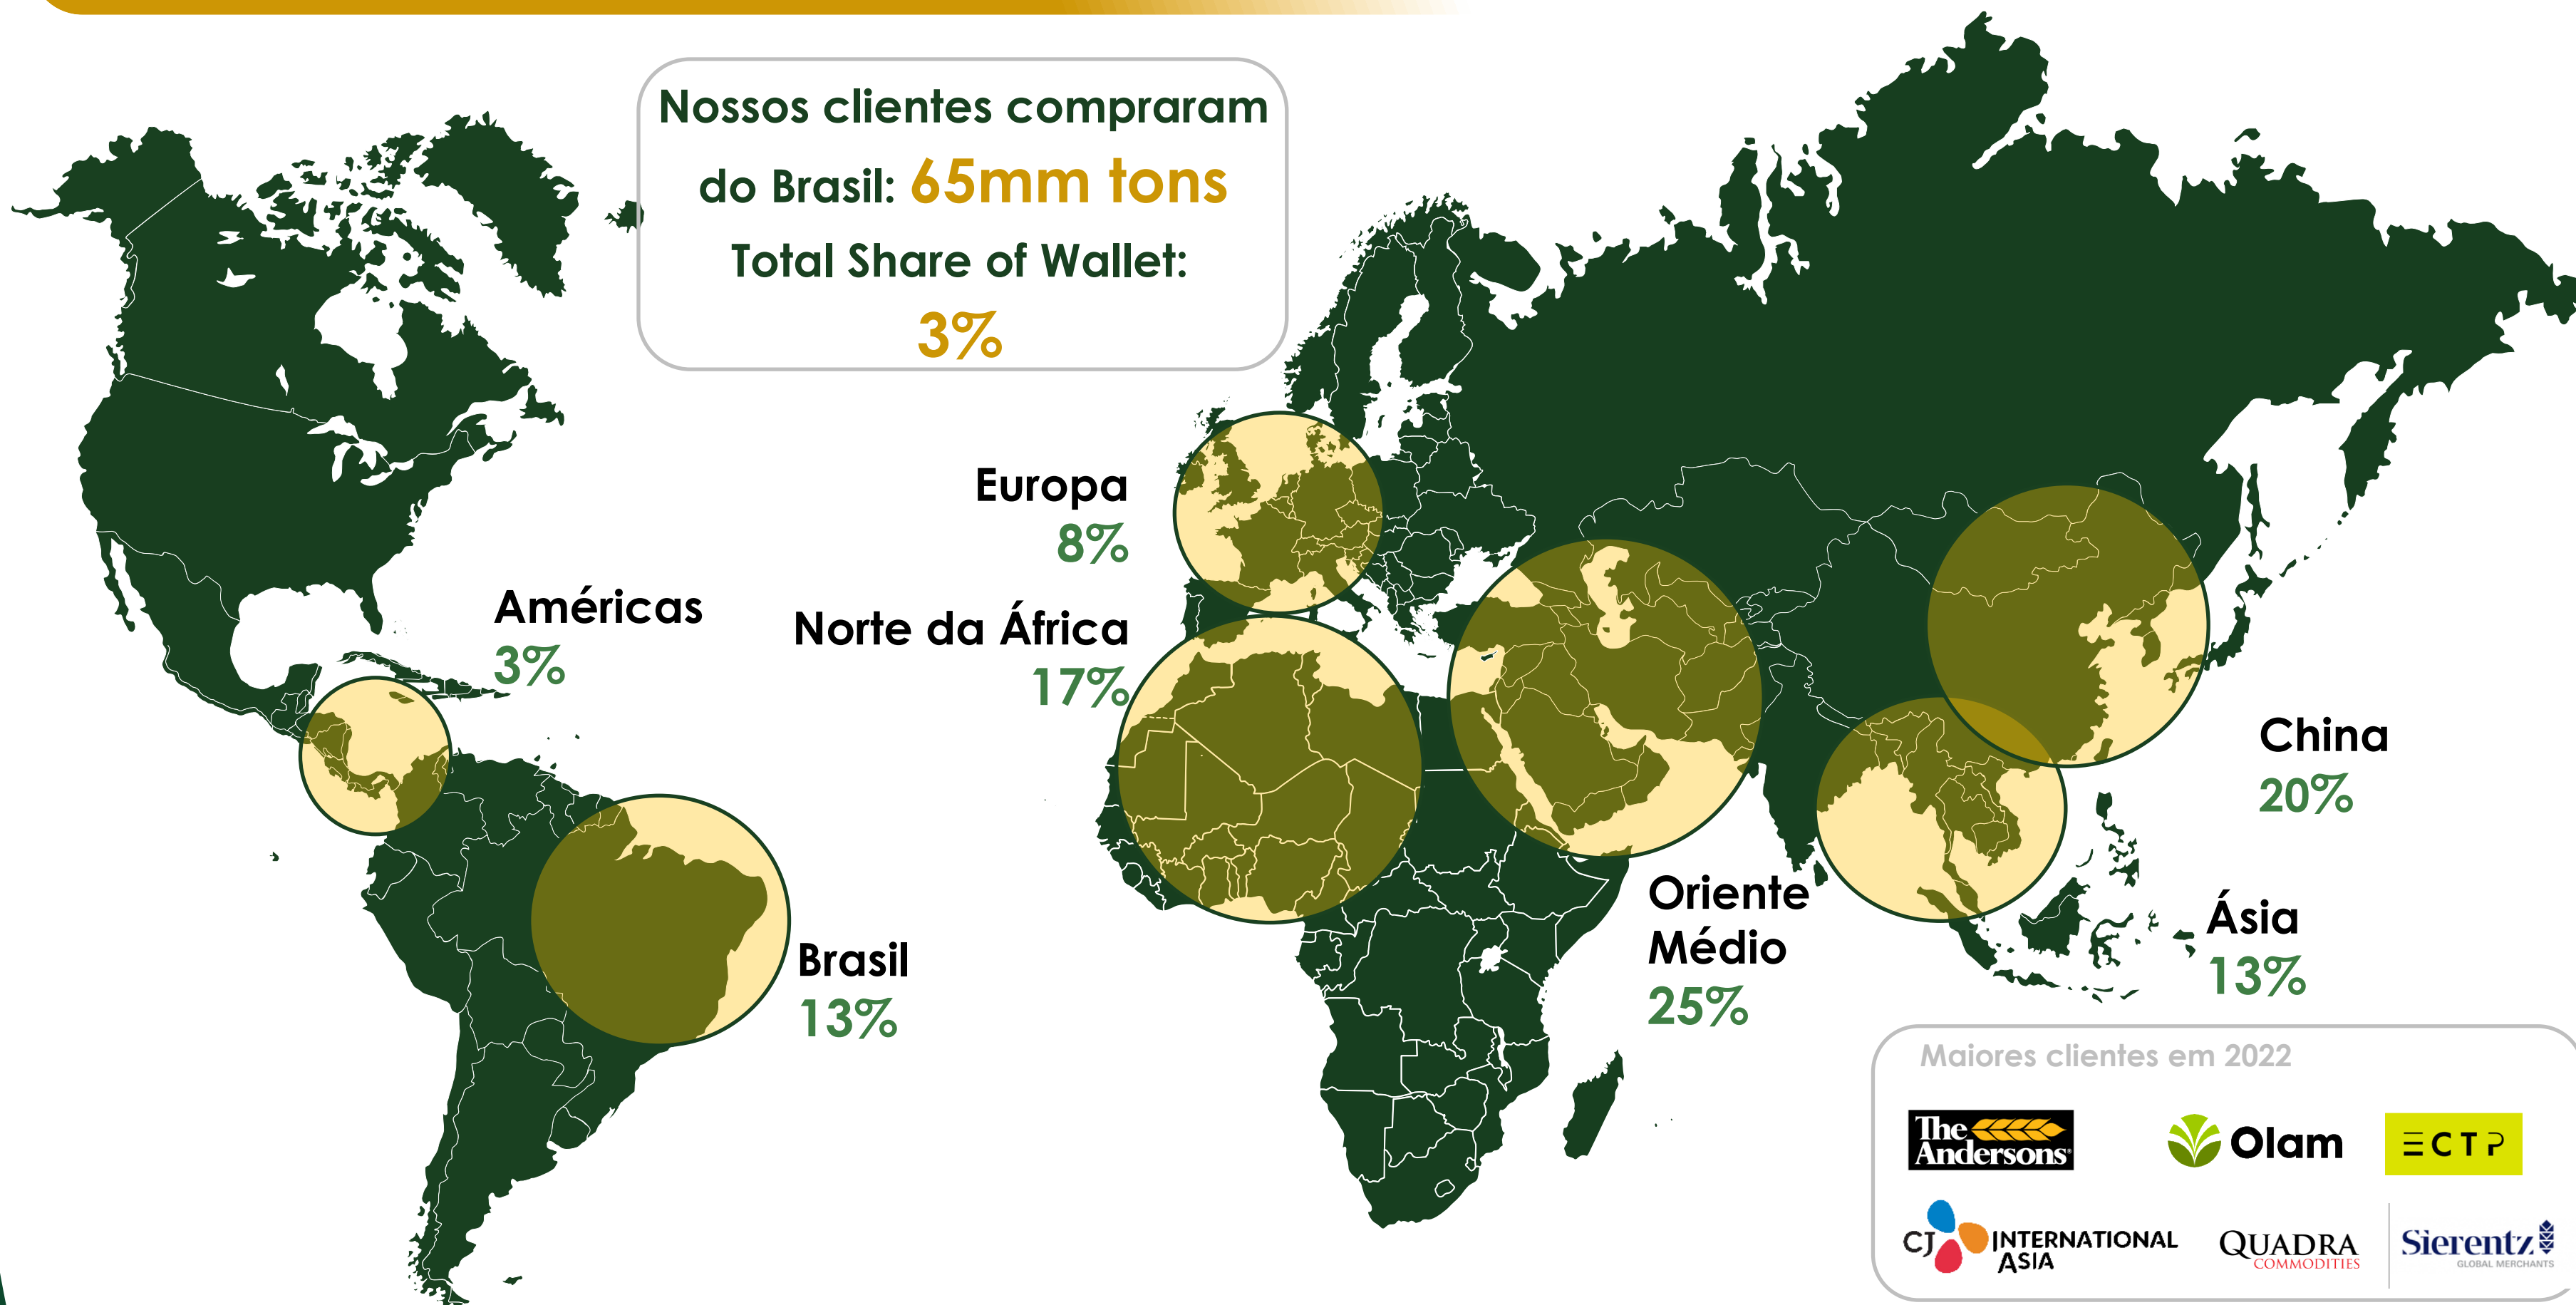 Nossos clientes compraram
do Brasil: 65mm tons
Total Share of Wallet:
3%
Europa
8%
Américas
3%
Norte da África
17%
China
20%
Oriente
Médio
25%
Ásia
13%
Brasil
13%
Maiores clientes em 2022
The
Andersons
Olam
ECTP
CJ INTERNATIONAL
ASIA
QUADRA
COMMODITIES
Sierentz
GLOBAL MERCHANTS